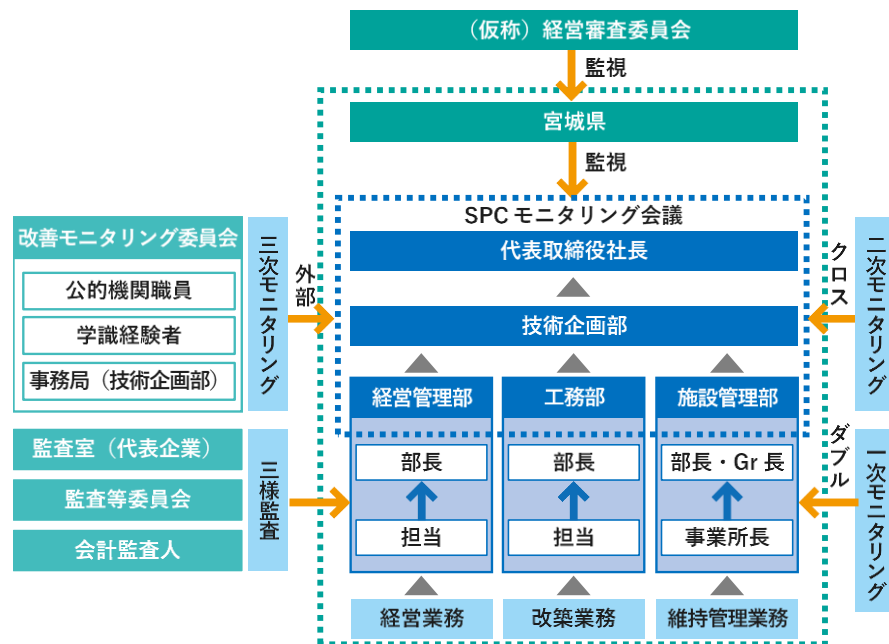 （仮称）経営審査委員会
監視
宮城県
監視
SPCモニタリング会議
代表取締役社長
技術企画部
経営管理部
工務部
施設管理部
部長
部長
部長・Gr長
担当
担当
事業所長
経営業務
改築業務
維持管理業務
改善モニタリング委員会
公的機関職員
学識経験者
事務局（技術企画部）
三次モニタリング
外部
監査室（代表企業）
監査等委員会
会計監査人
三様監査
クロス
二次モニタリング
ダブル
一次モニタリング